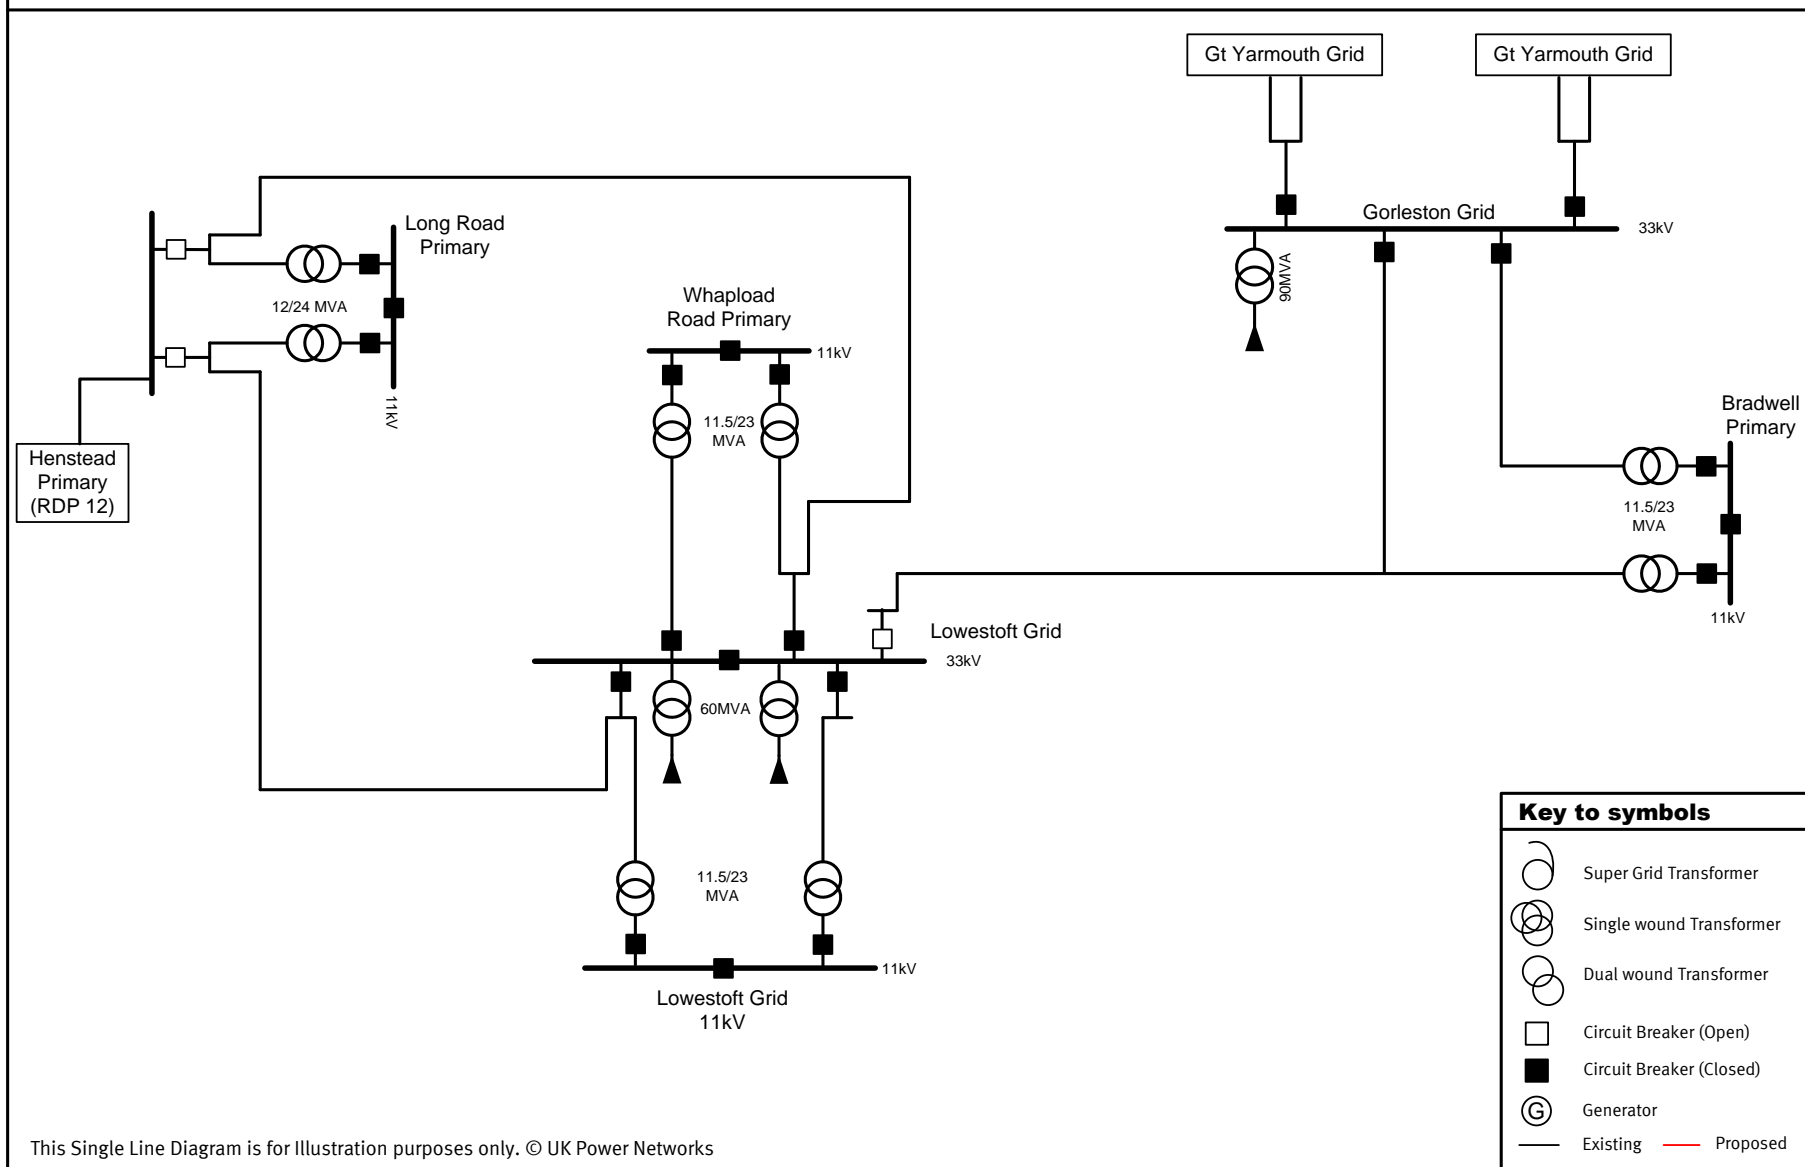 Gt Yarmouth Grid
Gt Yarmouth Grid
Gorleston Grid
33kV
90MVA
Long Road
Primary
12/24 MVA
11kV
Whapload
Road Primary
11kV
11.5/23
MVA
Henstead
Primary
(RDP 12)
Bradwell
Primary
11.5/23
MVA
11kV
Lowestoft Grid
33kV
60MVA
11.5/23
MVA
11kV
Lowestoft Grid
11kV
Key to symbols
Super Grid Transformer
Single wound Transformer
Dual wound Transformer
Circuit Breaker (Open)
Circuit Breaker (Closed)
G Generator
Existing Proposed
This Single Line Diagram is for Illustration purposes only. © UK Power Networks